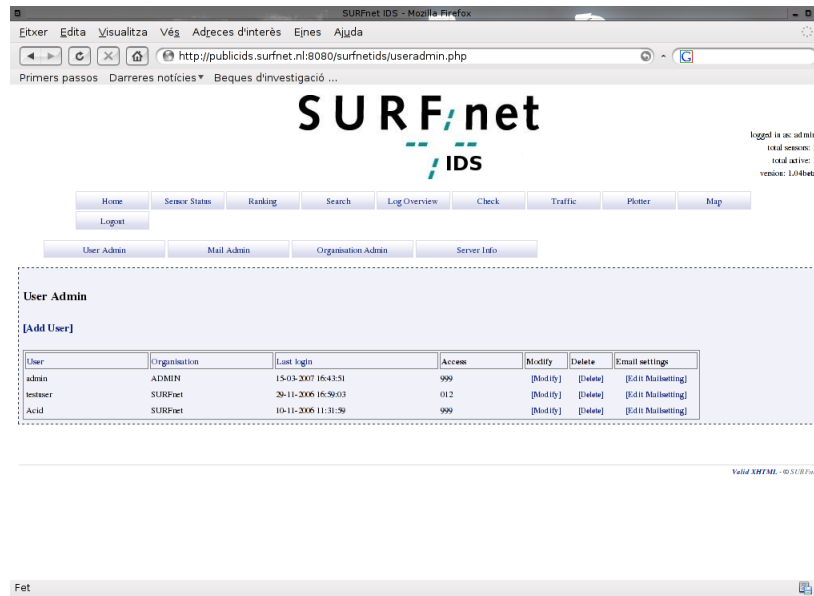 SURFnet IDS - Mozilla Firefox
Eitxer Edita Visualitza Vés Adreces d'interès Eines Ajuda
http://publicids.surfnet.nl:8080/surfnetids/useradmin.php
G
Primers passos Darreres notícies Beques d'investigació ...
SURFnet
IDS
logged in as: admin
total sensors:
total active:
version: 1.04beta
Home Sensor Status Ranking Search Log Overview Check Traffic Plotter Map
Logout
User Admin Mail Admin Organisation Admin Server Info
User Admin
[Add User]
User Organisation Last login Access Modify Delete Email settings
admin ADMIN 15-03-2007 16:43:51 999 [Modify] [Delete] [Edit Mailsetting]
testuser SURFnet 29-11-2006 16:59:03 012 [Modify] [Delete] [Edit Mailsetting]
Acid SURFnet 10-11-2006 11:31:59 999 [Modify] [Delete] [Edit Mailsetting]
Valid XHTML - © SURFn
Fet